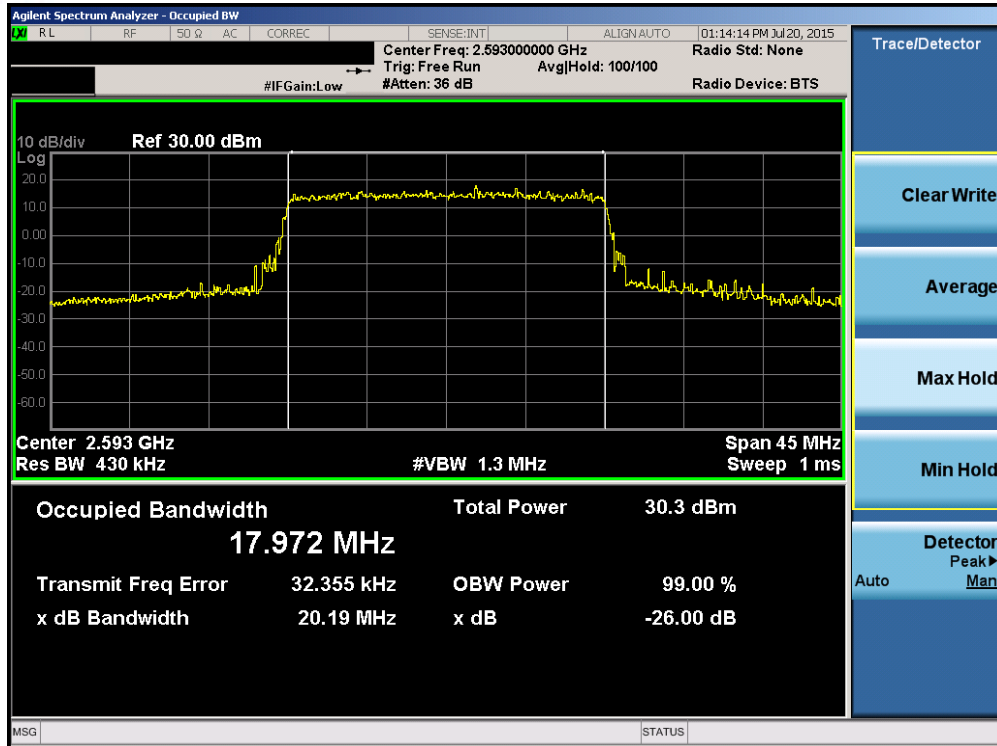 Agilent Spectrum Analyzer - Occupied BW
LXI RL RF 50 Ω AC CORREC SENSE:INT ALIGN AUTO 01:14:14 PM Jul 20, 2015
Center Freq: 2.593000000 GHz Radio Std: None
Trig: Free Run Avg|Hold: 100/100
#IFGain:Low #Atten: 36 dB Radio Device: BTS
10 dB/div Ref 30.00 dBm
Log
20.0
10.0
0.00
-10.0
-20.0
-30.0
-40.0
-50.0
-60.0
Center 2.593 GHz Span 45 MHz
Res BW 430 kHz #VBW 1.3 MHz Sweep 1 ms
Occupied Bandwidth Total Power 30.3 dBm
17.972 MHz
Transmit Freq Error 32.355 kHz OBW Power 99.00 %
x dB Bandwidth 20.19 MHz x dB -26.00 dB
MSG STATUS
Trace/Detector
Clear Write
Average
Max Hold
Min Hold
Detector
Peak▶
Auto Man